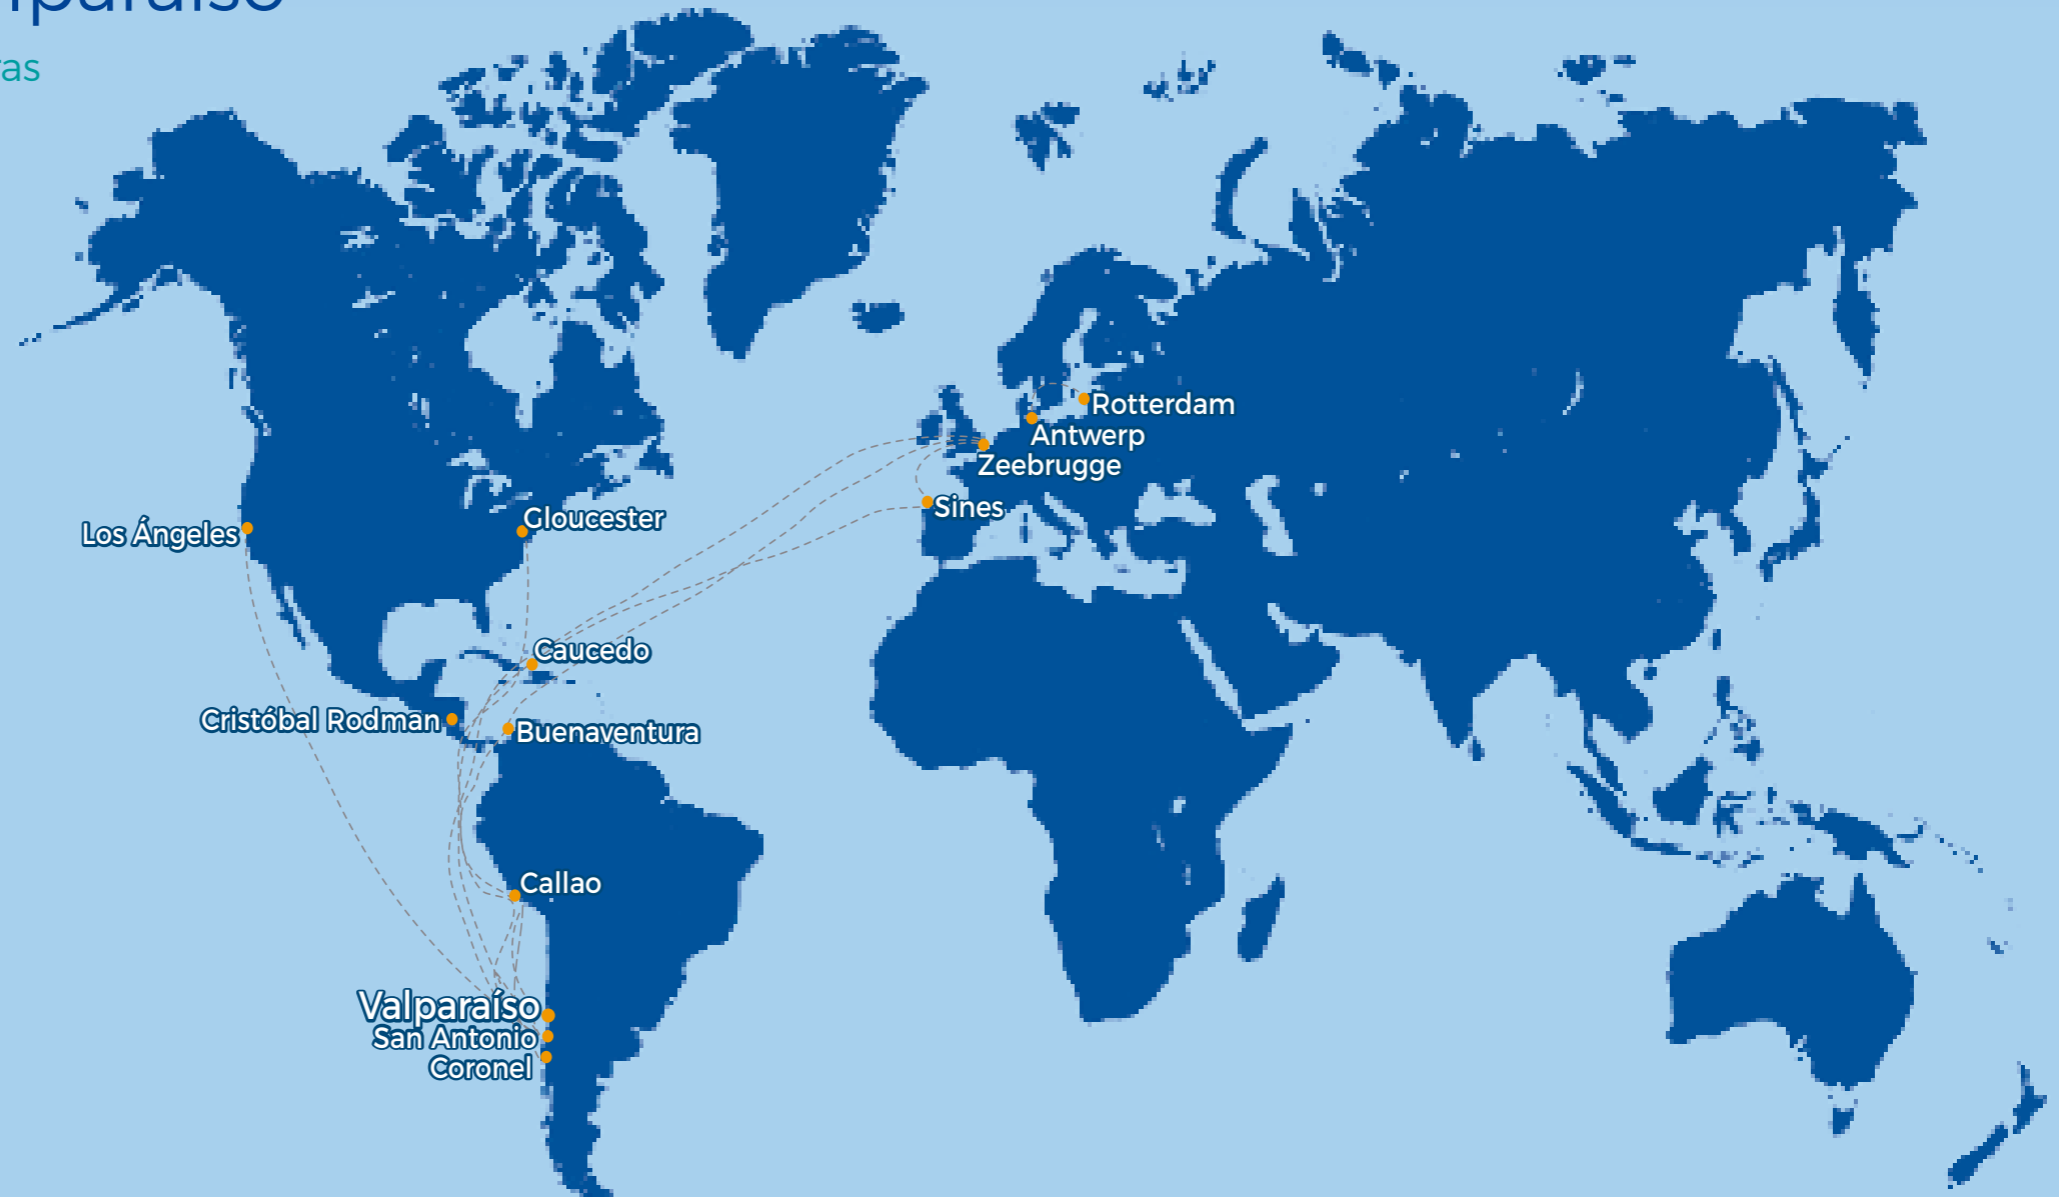 Rotterdam
Antwerp
Zeebrugge
Sines
Gloucester
Los Ángeles
Caucedo
Cristóbal Rodman
Buenaventura
Callao
Valparaíso
San Antonio
Coronel